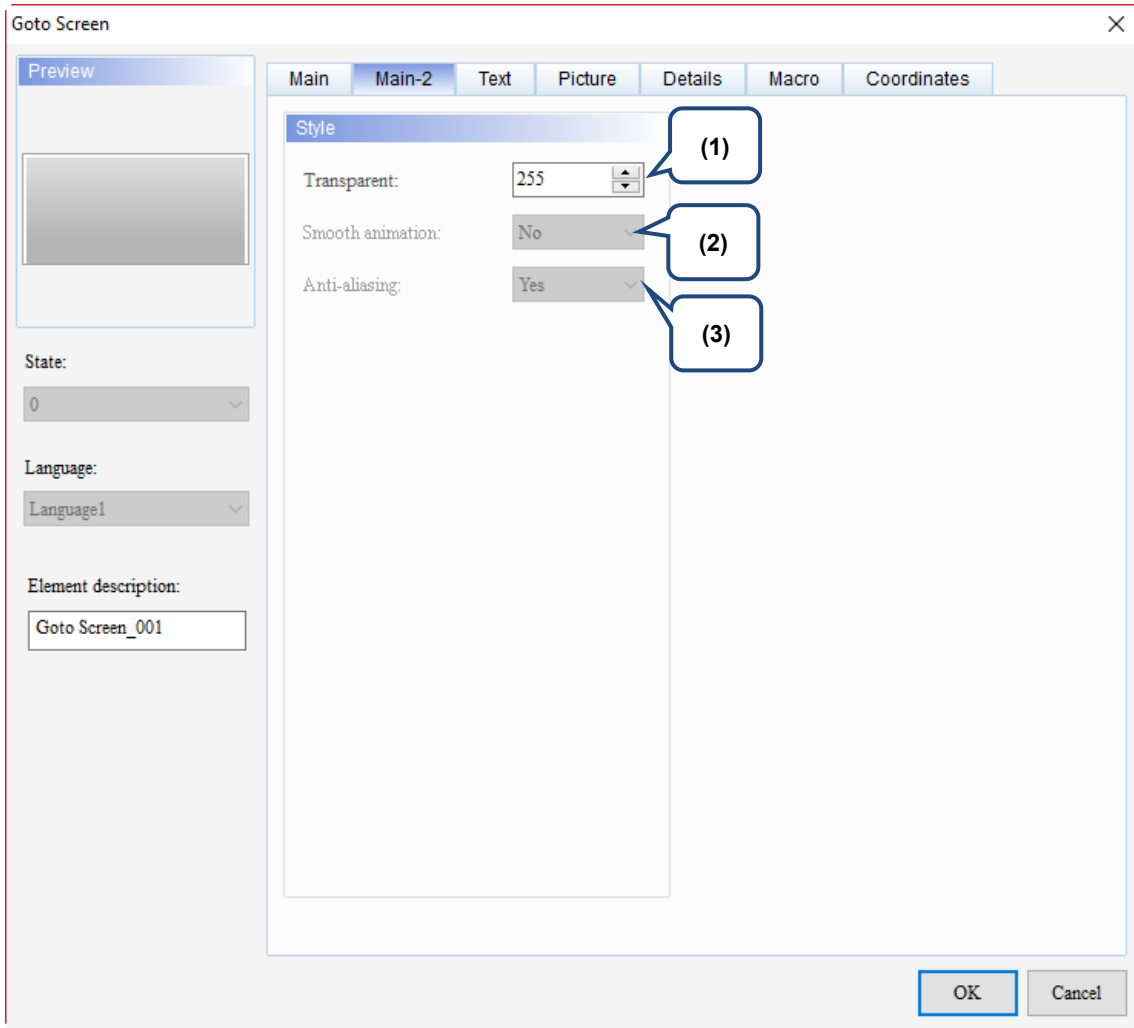 Goto Screen
Preview
Main Main-2 Text Picture Details Macro Coordinates
Style
(1)
Transparent: 255
Smooth animation: No
(2)
Anti-aliasing: Yes
(3)
State:
0
Language:
Language1
Element description:
Goto Screen_001
OK Cancel